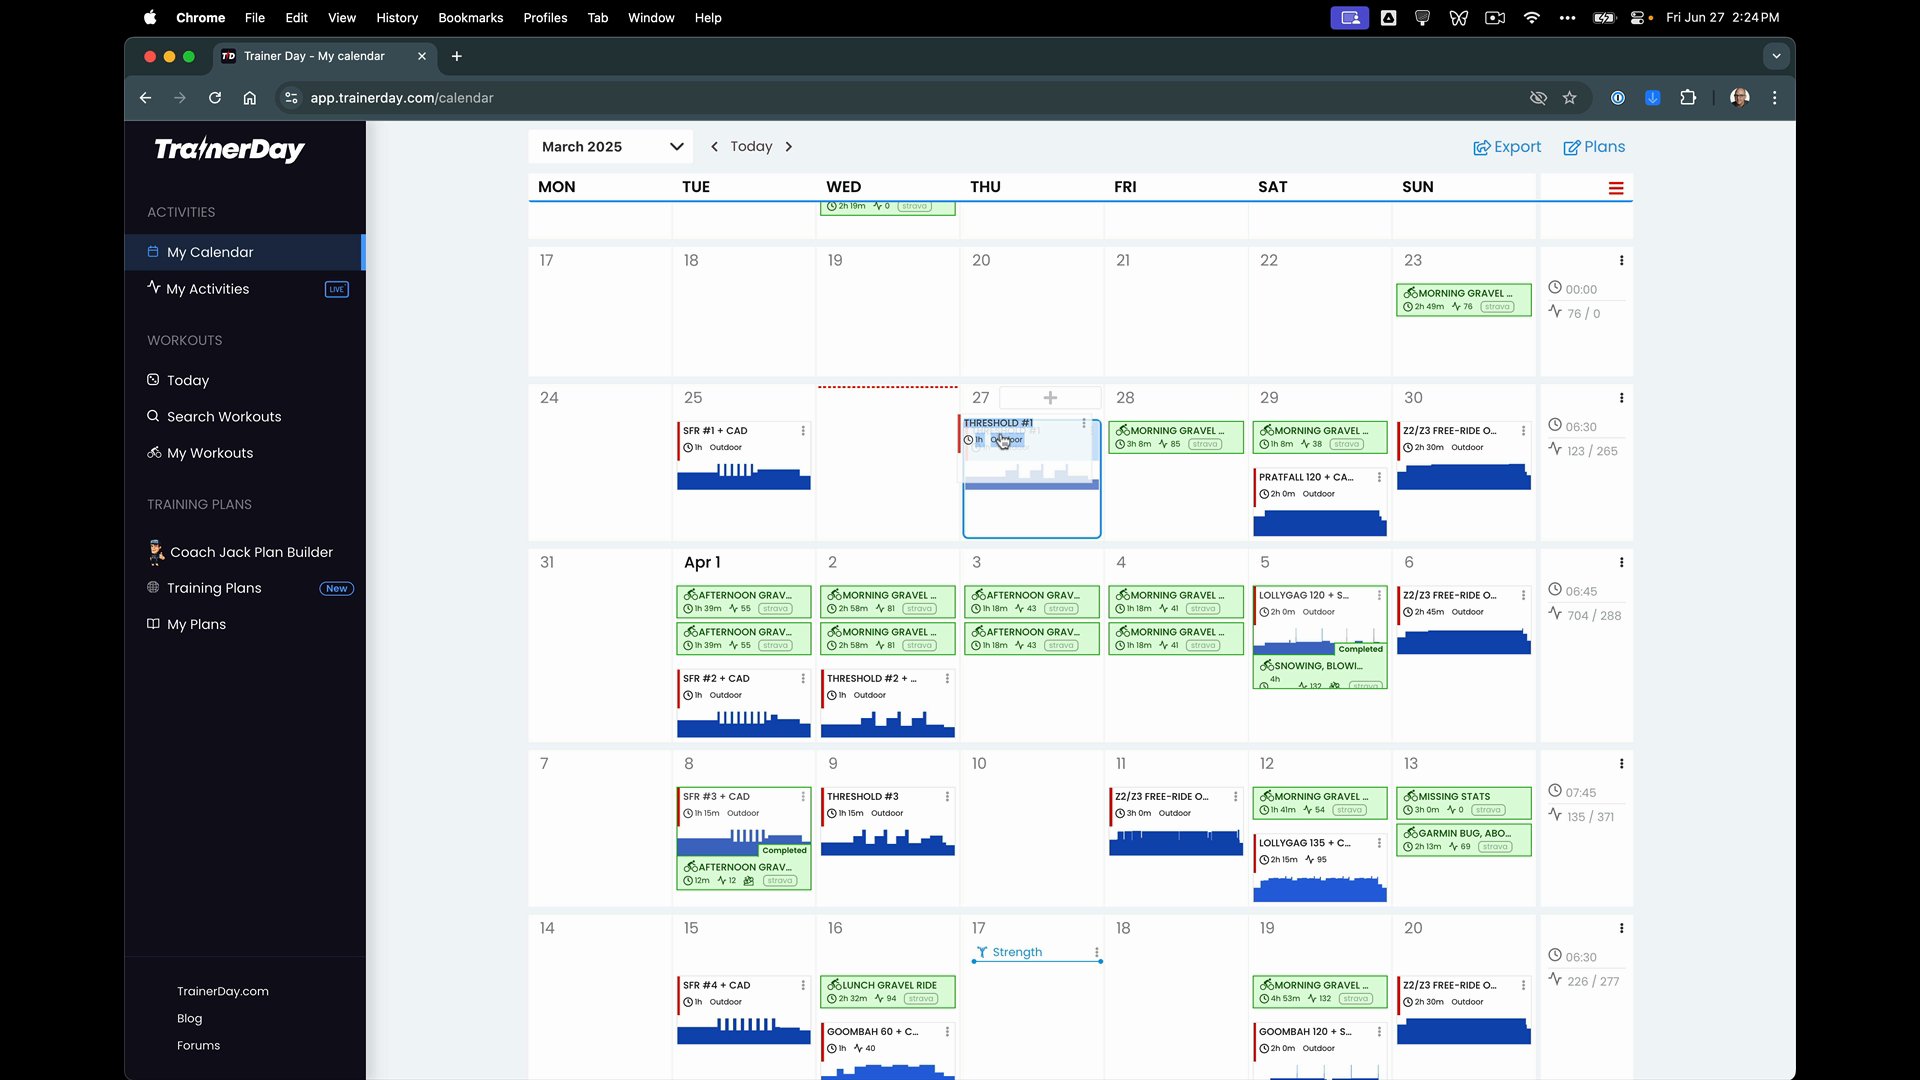 Chrome File Edit View History Bookmarks Profiles Tab Window Help Fri Jun 27 2:24 PM
Trainer Day - My calendar
app.trainerday.com/calendar
TrainerDay
ACTIVITIES
My Calendar
My Activities LIVE
WORKOUTS
Today
Search Workouts
My Workouts
TRAINING PLANS
Coach Jack Plan Builder
Training Plans New
My Plans
TrainerDay.com
Blog
Forums
March 2025 < Today > Export Plans
MON TUE WED THU FRI SAT SUN
2h 19m 0 strava
17 18 19 20 21 22 23
MORNING GRAVEL ...
2h 49m 76 strava
00:00
76 / 0
24 25 27 + 28 29 30
SFR #1 + CAD
1h Outdoor
THRESHOLD #1
1h Outdoor
MORNING GRAVEL ...
3h 8m 85 strava
MORNING GRAVEL ...
1h 8m 38 strava
PRATFALL 120 + CA...
2h 0m Outdoor
Z2/Z3 FREE-RIDE O...
2h 30m Outdoor
06:30
123 / 265
31 Apr 1 2 3 4 5 6
AFTERNOON GRAV...
1h 39m 55 strava
AFTERNOON GRAV...
1h 39m 55 strava
SFR #2 + CAD
1h Outdoor
MORNING GRAVEL ...
2h 58m 81 strava
MORNING GRAVEL ...
2h 58m 81 strava
THRESHOLD #2 + ...
1h Outdoor
AFTERNOON GRAV...
1h 18m 43 strava
AFTERNOON GRAV...
1h 18m 43 strava
MORNING GRAVEL ...
1h 18m 41 strava
MORNING GRAVEL ...
1h 18m 41 strava
LOLLYGAG 120 + S...
2h 0m Outdoor
Completed
SNOWING, BLOWI...
4h
132 strava
Z2/Z3 FREE-RIDE O...
2h 45m Outdoor
06:45
704 / 288
7 8 9 10 11 12 13
SFR #3 + CAD
1h 15m Outdoor
Completed
AFTERNOON GRAV...
12m 12 strava
THRESHOLD #3
1h 15m Outdoor
Z2/Z3 FREE-RIDE O...
3h 0m Outdoor
MORNING GRAVEL ...
1h 41m 54 strava
LOLLYGAG 135 + C...
2h 15m 95
MISSING STATS
3h 0m 0 strava
GARMIN BUG, ABO...
2h 13m 69 strava
07:45
135 / 371
14 15 16 17 18 19 20
SFR #4 + CAD
1h Outdoor
LUNCH GRAVEL RIDE
2h 32m 94 strava
GOOMBAH 60 + C...
1h 40
Strength
MORNING GRAVEL ...
4h 53m 132 strava
GOOMBAH 120 + S...
2h 0m Outdoor
Z2/Z3 FREE-RIDE O...
2h 30m Outdoor
06:30
226 / 277